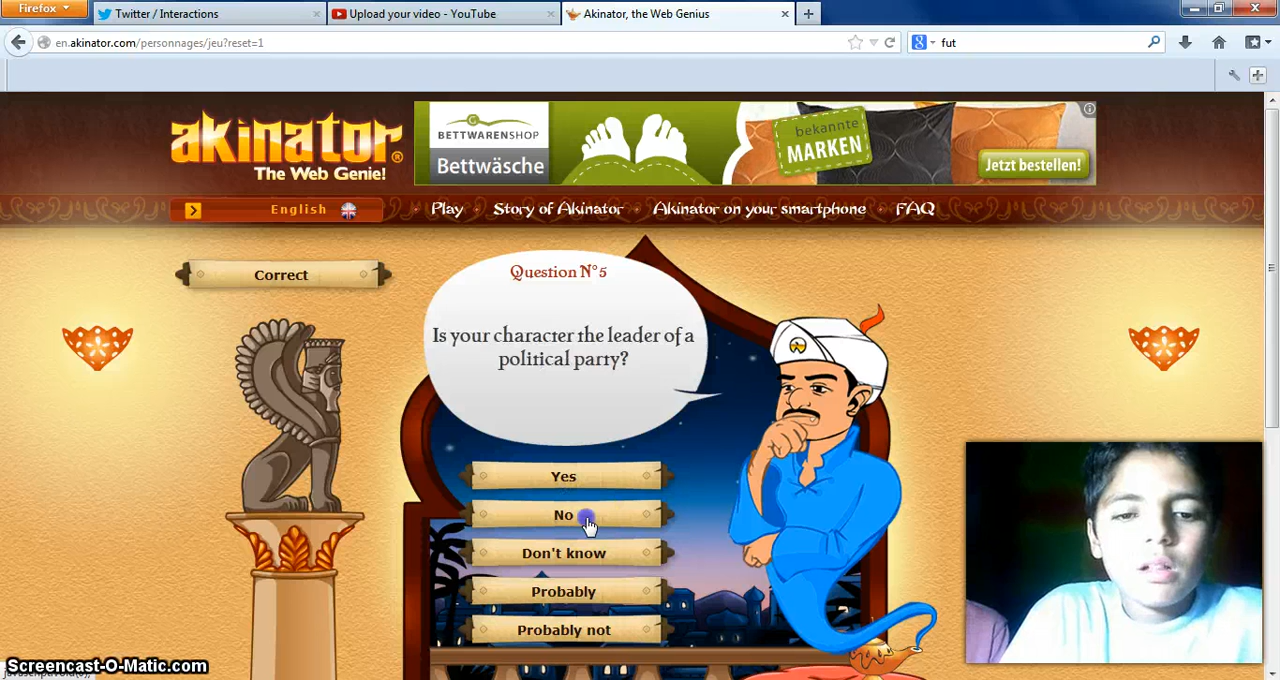 Firefox
Twitter / Interactions
Upload your video - YouTube
Akinator, the Web Genius
en.akinator.com/personnages/jeu?reset=1
fut
akinator®
The Web Genie!
BETTWARENSHOP
Bettwäsche
bekannte
MARKEN
Jetzt bestellen!
English
Play
Story of Akinator
Akinator on your smartphone
FAQ
Correct
Question N°5
Is your character the leader of a
political party?
Yes
No
Don't know
Probably
Probably not
Screencast-O-Matic.com